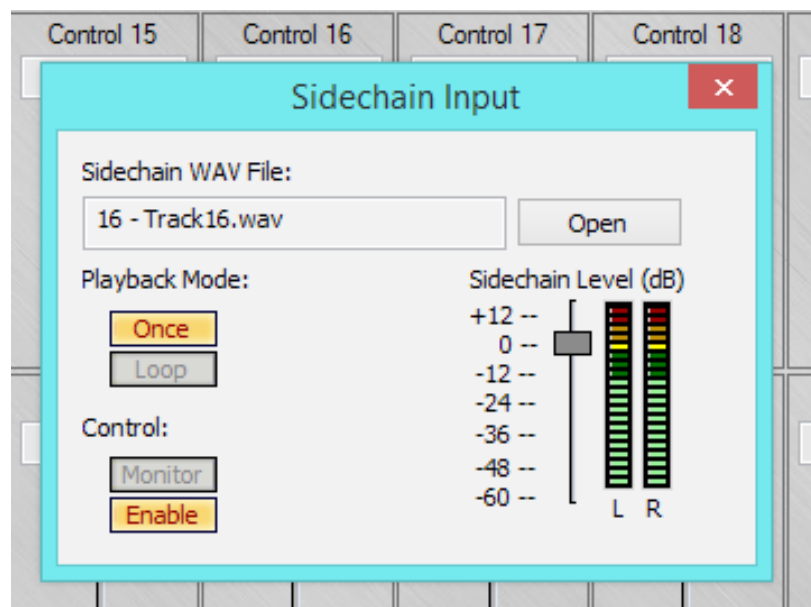 Control 15
Control 16
Control 17
Control 18
Sidechain Input
Sidechain WAV File:
16 - Track16.wav
Open
Playback Mode:
Once
Loop
Control:
Monitor
Enable
Sidechain Level (dB)
+12 --
0 --
-12 --
-24 --
-36 --
-48 --
-60 --
L R